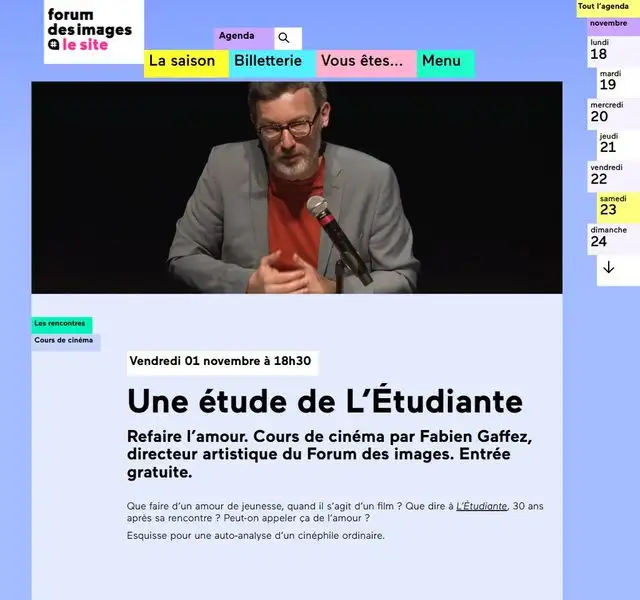 forum
des images
le site
Agenda
La saison
Billetterie
Vous êtes...
Menu
Tout l'agenda
novembre
lundi
18
mardi
19
mercredi
20
jeudi
21
vendredi
22
samedi
23
dimanche
24
Les rencontres
Cours de cinéma
Vendredi 01 novembre à 18h30
Une étude de L'Étudiante
Refaire l'amour. Cours de cinéma par Fabien Gaffez,
directeur artistique du Forum des images. Entrée
gratuite.
Que faire d'un amour de jeunesse, quand il s'agit d'un film ? Que dire à L'Étudiante, 30 ans
après sa rencontre ? Peut-on appeler ça de l'amour ?
Esquisse pour une auto-analyse d'un cinéphile ordinaire.